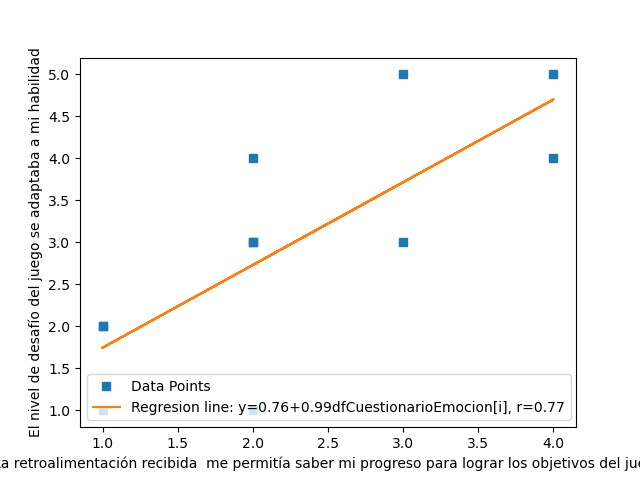 El nivel de desafío del juego se adaptaba a mi habilidad
5.0
4.5
4.0
3.5
3.0
2.5
2.0
1.5
1.0
Data Points
Regresion line: y=0.76+0.99dfCuestionarioEmocion[i], r=0.77
1.0 1.5 2.0 2.5 3.0 3.5 4.0
a retroalimentación recibida  me permitía saber mi progreso para lograr los objetivos del